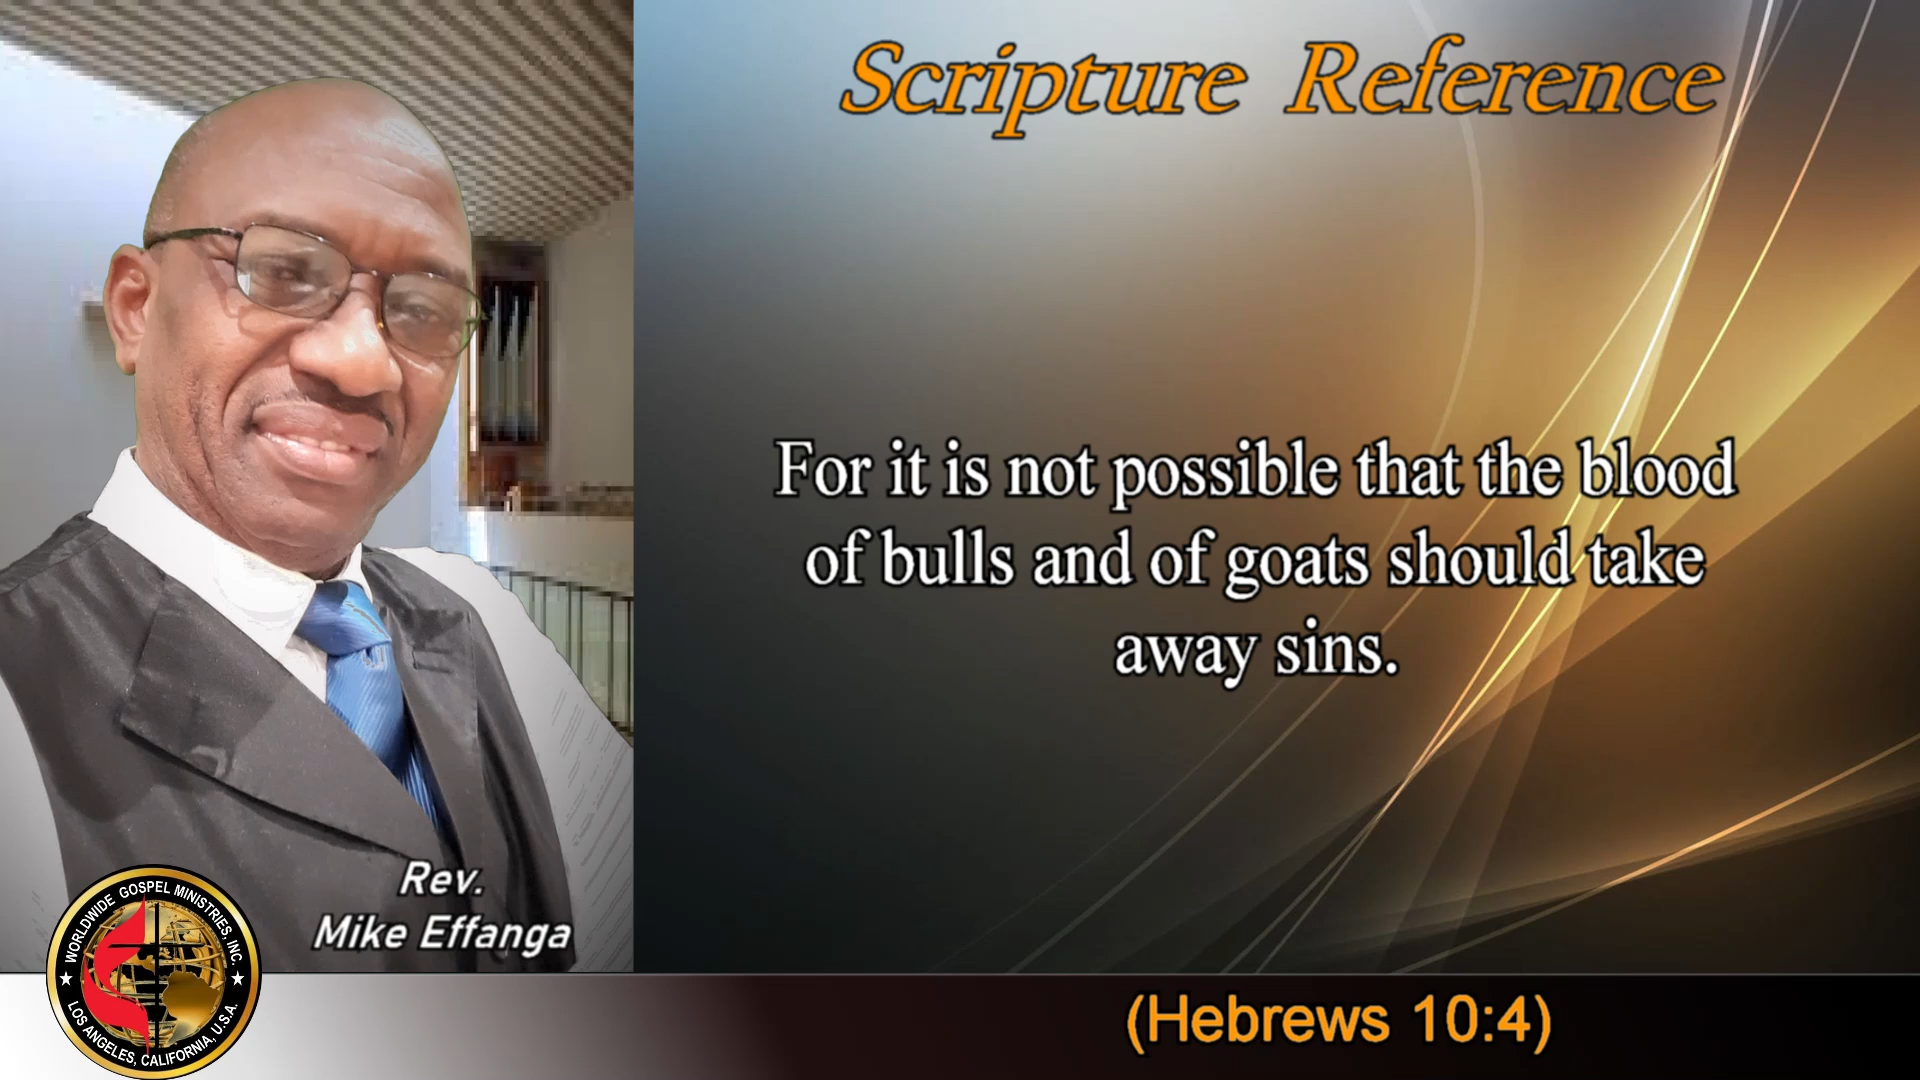 Scripture Reference
For it is not possible that the blood
of bulls and of goats should take
away sins.
Rev.
Mike Effanga
WORLDWIDE GOSPEL MINISTRIES, INC.
LOS ANGELES, CALIFORNIA, U.S.A.
(Hebrews 10:4)